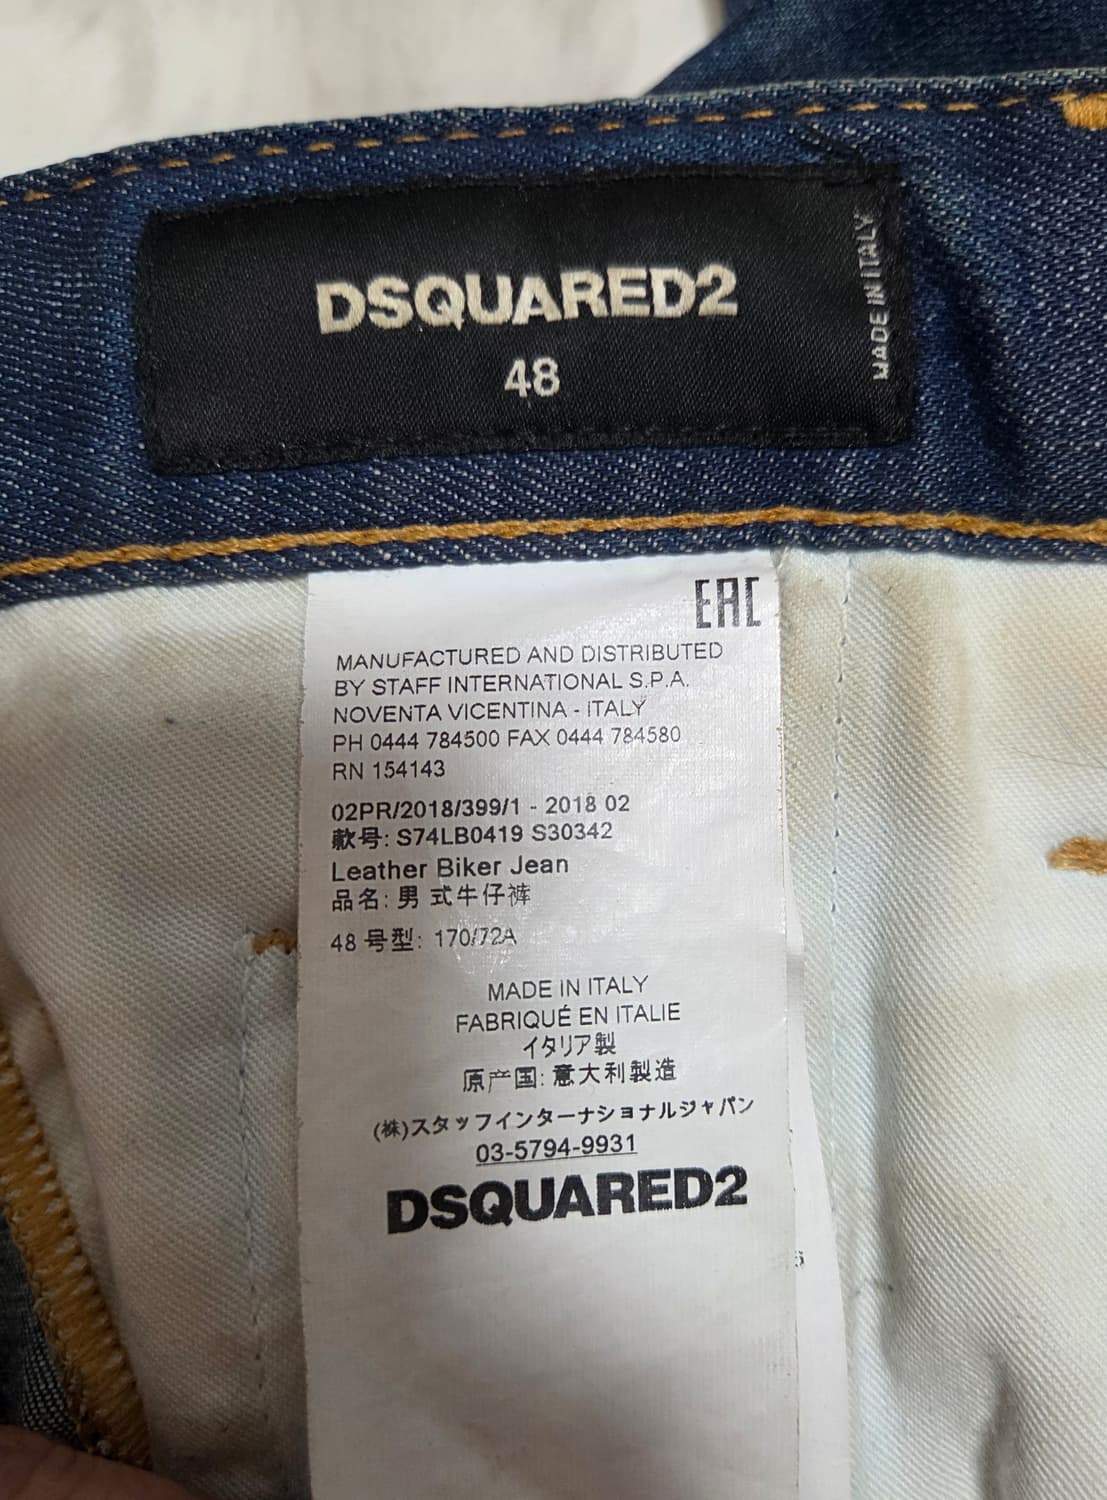 DSQUARED2
48
MADE IN ITALY
EAC
MANUFACTURED AND DISTRIBUTED
BY STAFF INTERNATIONAL S.P.A.
NOVENTA VICENTINA - ITALY
PH 0444 784500 FAX 0444 784580
RN 154143
02PR/2018/399/1 - 2018 02
款号: S74LB0419 S30342
Leather Biker Jean
品名: 男 式牛仔裤
48 号型: 170/72A
MADE IN ITALY
FABRIQUÉ EN ITALIE
イタリア製
原产国: 意大利製造
(株)スタッフインターナショナルジャパン
03-5794-9931
DSQUARED2